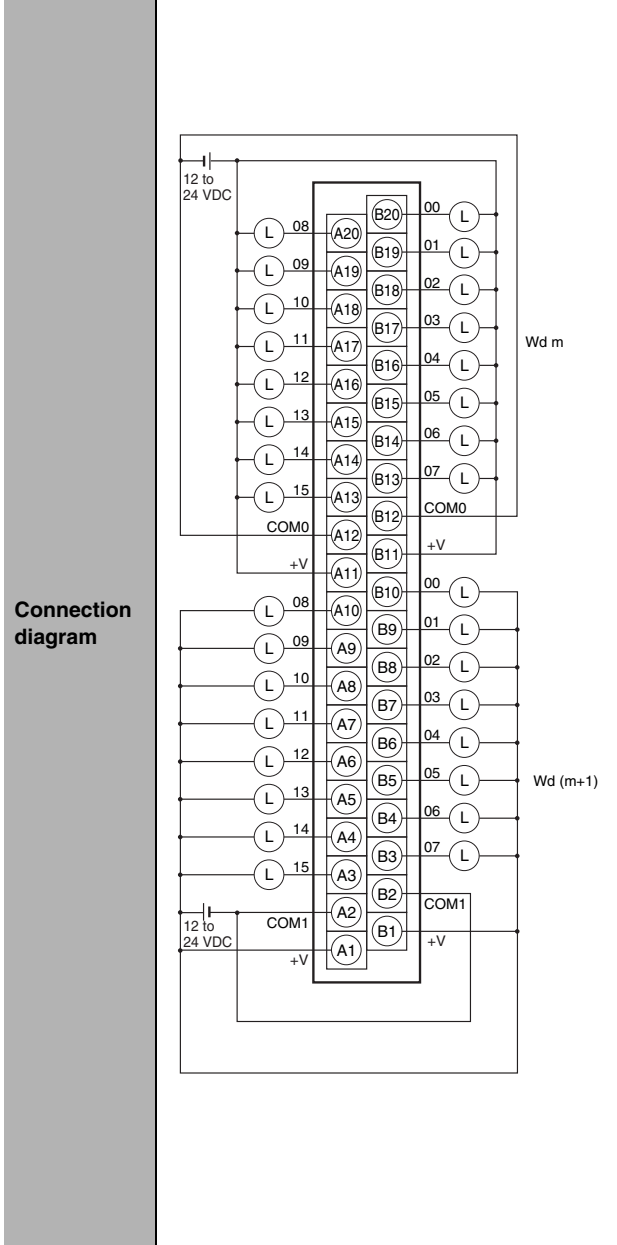 Connection
diagram
12 to
24 VDC
B20 00 L
L 08 A20
B19 01 L
L 09 A19
B18 02 L
L 10 A18
B17 03 L
Wd m
L 11 A17
B16 04 L
L 12 A16
B15 05 L
L 13 A15
B14 06 L
L 14 A14
B13 07 L
L 15 A13
B12 COM0
COM0 A12
B11 +V
+V A11
B10 00 L
L 08 A10
B9 01 L
L 09 A9
B8 02 L
L 10 A8
B7 03 L
L 11 A7
B6 04 L
L 12 A6
B5 05 L
Wd (m+1)
L 13 A5
B4 06 L
L 14 A4
B3 07 L
L 15 A3
B2 COM1
12 to
24 VDC
COM1 A2
B1 +V
+V A1